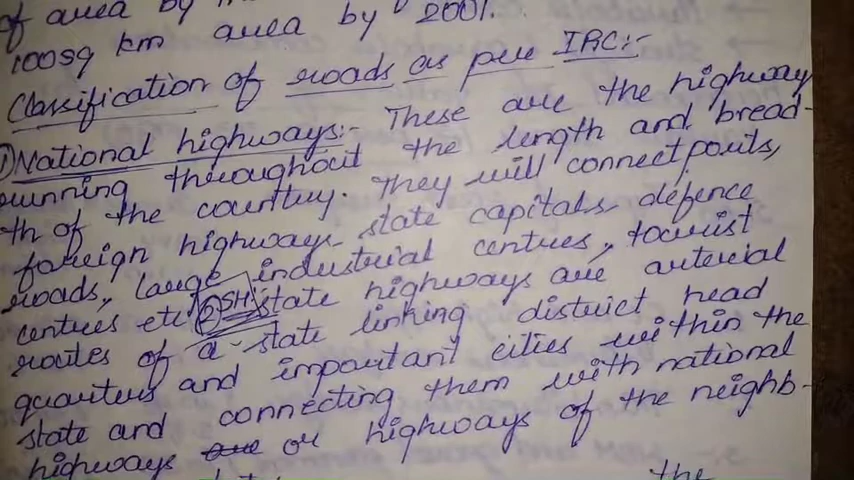 of area by
100sq km area by 2001.
Classification of roads as per IRC:-
1) National highways:- These are the highway
running throughout the length and bread-
th of the country. They will connect ports,
foreign highways, state capitals, defence
roads, large industrial centres, tourist
centres etc. (2) SH:- State highways are arterial
routes of a state linking district head
quarters and important cities within the
state and connecting them with national
highways or highways of the neighb-
the